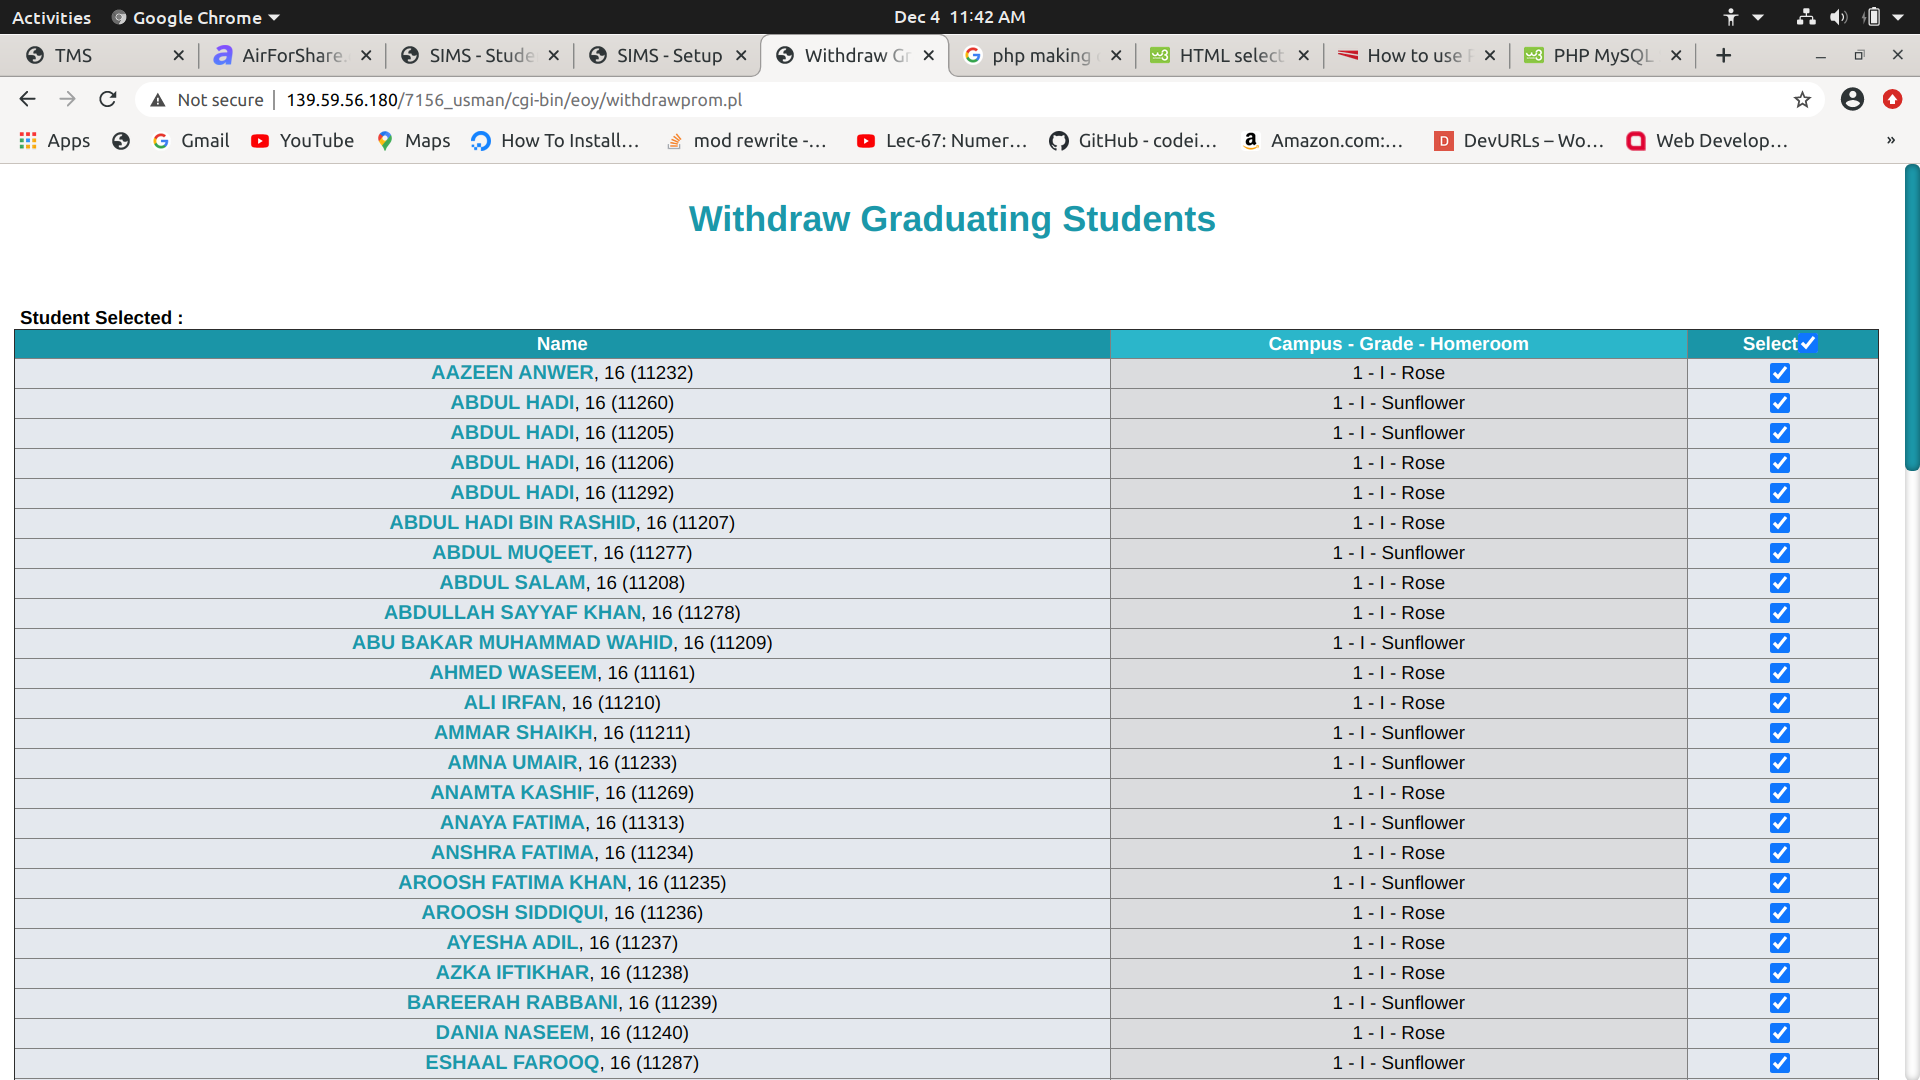 Activities Google Chrome Dec 4 11:42 AM
TMS AirForShare. SIMS - Stude SIMS - Setup Withdraw Gr php making HTML select How to use PHP MySQL
Not secure 139.59.56.180/7156_usman/cgi-bin/eoy/withdrawprom.pl
Apps Gmail YouTube Maps How To Install... mod rewrite -... Lec-67: Numer... GitHub - codei... Amazon.com:... DevURLs – Wo... Web Develop... »
Withdraw Graduating Students
Student Selected :
Name Campus - Grade - Homeroom Select
AAZEEN ANWER, 16 (11232) 1 - I - Rose
ABDUL HADI, 16 (11260) 1 - I - Sunflower
ABDUL HADI, 16 (11205) 1 - I - Sunflower
ABDUL HADI, 16 (11206) 1 - I - Rose
ABDUL HADI, 16 (11292) 1 - I - Rose
ABDUL HADI BIN RASHID, 16 (11207) 1 - I - Rose
ABDUL MUQEET, 16 (11277) 1 - I - Sunflower
ABDUL SALAM, 16 (11208) 1 - I - Rose
ABDULLAH SAYYAF KHAN, 16 (11278) 1 - I - Rose
ABU BAKAR MUHAMMAD WAHID, 16 (11209) 1 - I - Sunflower
AHMED WASEEM, 16 (11161) 1 - I - Rose
ALI IRFAN, 16 (11210) 1 - I - Rose
AMMAR SHAIKH, 16 (11211) 1 - I - Sunflower
AMNA UMAIR, 16 (11233) 1 - I - Sunflower
ANAMTA KASHIF, 16 (11269) 1 - I - Rose
ANAYA FATIMA, 16 (11313) 1 - I - Sunflower
ANSHRA FATIMA, 16 (11234) 1 - I - Rose
AROOSH FATIMA KHAN, 16 (11235) 1 - I - Sunflower
AROOSH SIDDIQUI, 16 (11236) 1 - I - Rose
AYESHA ADIL, 16 (11237) 1 - I - Rose
AZKA IFTIKHAR, 16 (11238) 1 - I - Rose
BAREERAH RABBANI, 16 (11239) 1 - I - Sunflower
DANIA NASEEM, 16 (11240) 1 - I - Rose
ESHAAL FAROOQ, 16 (11287) 1 - I - Sunflower